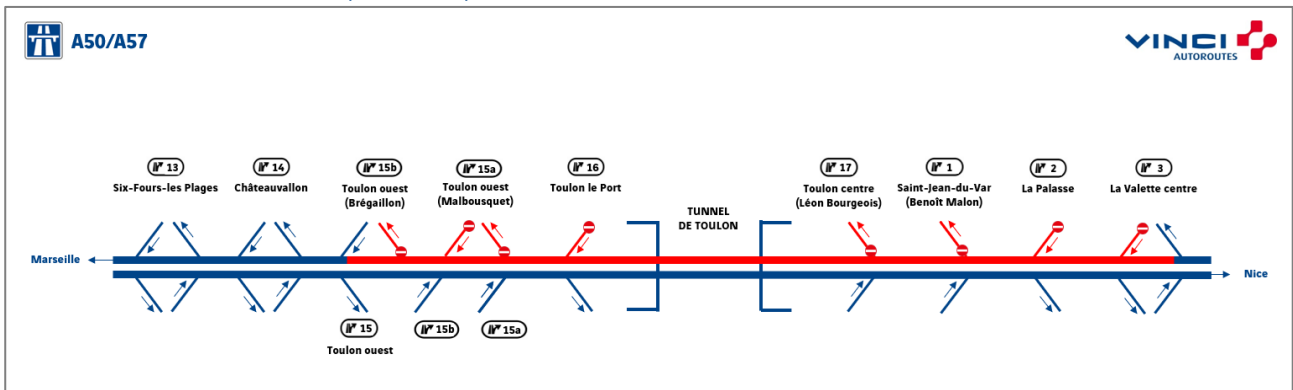 A50/A57
VINCI
AUTOROUTES
13
14
15b
15a
16
17
1
2
3
Six-Fours-les Plages
Châteauvallon
Toulon ouest
(Brégaillon)
Toulon ouest
(Malbousquet)
Toulon le Port
Toulon centre
(Léon Bourgeois)
Saint-Jean-du-Var
(Benoît Malon)
La Palasse
La Valette centre
TUNNEL
DE TOULON
Marseille
Nice
15
15b
15a
Toulon ouest